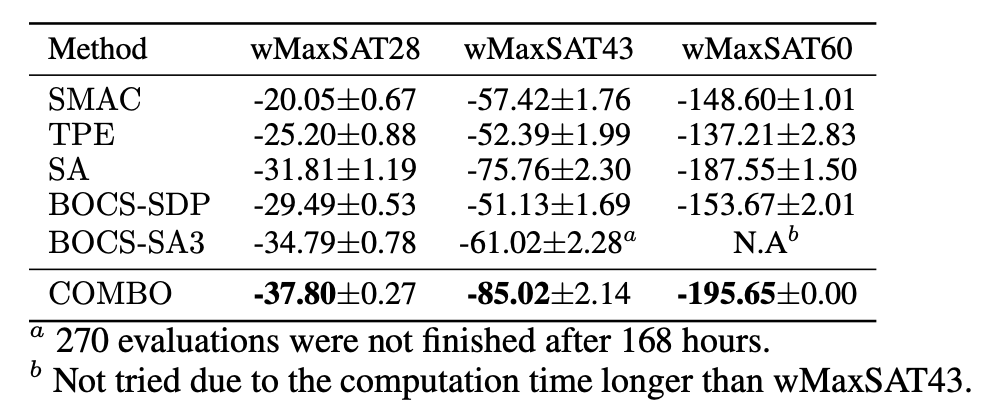 Method wMaxSAT28 wMaxSAT43 wMaxSAT60
SMAC -20.05±0.67 -57.42±1.76 -148.60±1.01
TPE -25.20±0.88 -52.39±1.99 -137.21±2.83
SA -31.81±1.19 -75.76±2.30 -187.55±1.50
BOCS-SDP -29.49±0.53 -51.13±1.69 -153.67±2.01
BOCS-SA3 -34.79±0.78 -61.02±2.28a N.Ab
COMBO -37.80±0.27 -85.02±2.14 -195.65±0.00
a 270 evaluations were not finished after 168 hours.
b Not tried due to the computation time longer than wMaxSAT43.